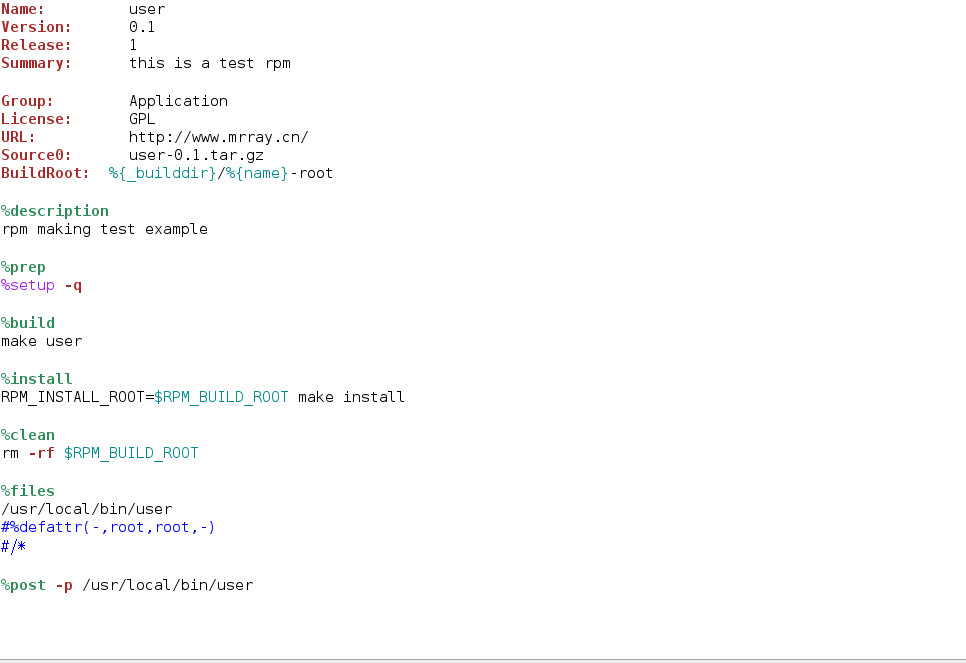 Name: user
Version: 0.1
Release: 1
Summary: this is a test rpm
Group: Application
License: GPL
URL: http://www.mrray.cn/
Source0: user-0.1.tar.gz
BuildRoot: %{_builddir}/%{name}-root
%description
rpm making test example
%prep
%setup -q
%build
make user
%install
RPM_INSTALL_ROOT=$RPM_BUILD_ROOT make install
%clean
rm -rf $RPM_BUILD_ROOT
%files
/usr/local/bin/user
#%defattr(-,root,root,-)
#/*
%post -p /usr/local/bin/user